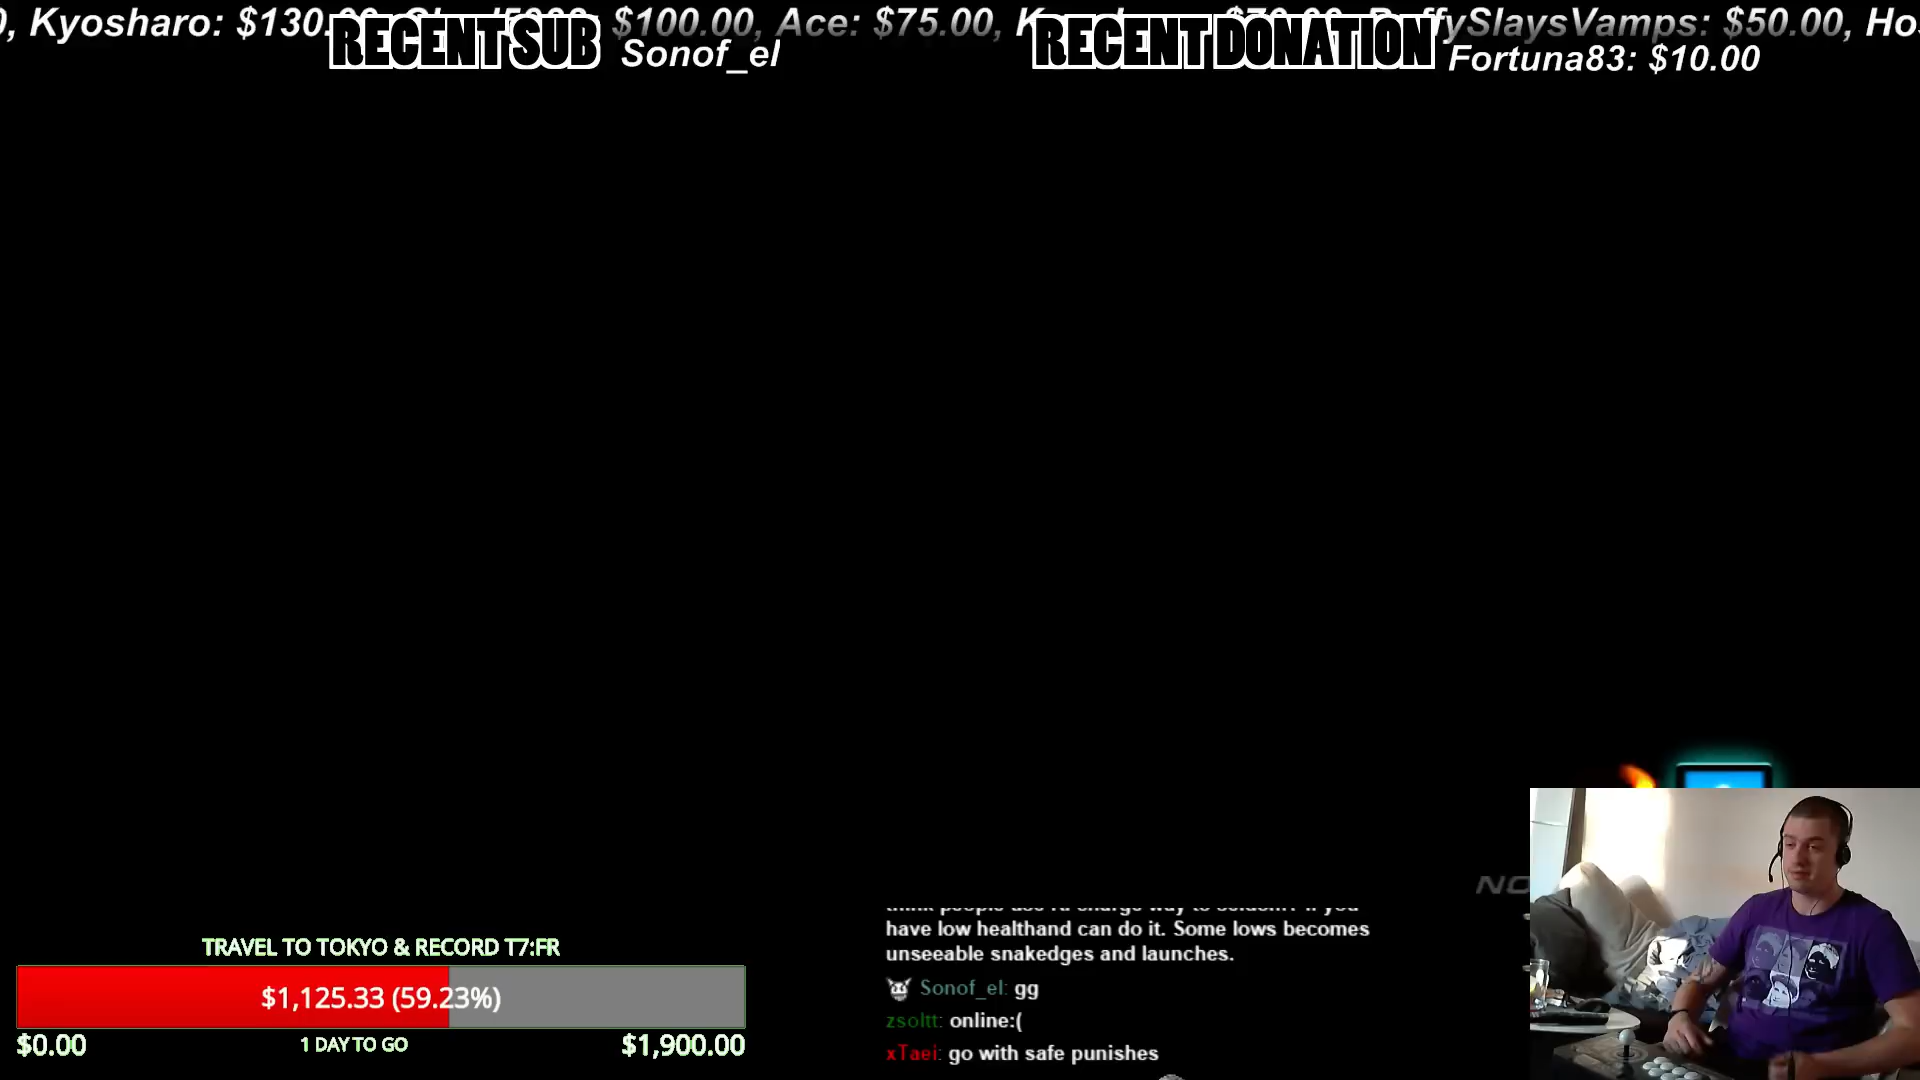 Kyosharo: $130. $100.00, Ace: $75.00, ffySlaysVamps: $50.00, Ho
RECENT SUB Sonof_el
RECENT DONATION Fortuna83: $10.00
NO
have low healthand can do it. Some lows becomes
unseeable snakedges and launches.
Sonof_el: gg
zsoltt: online:(
xTaei: go with safe punishes
TRAVEL TO TOKYO & RECORD T7:FR
$1,125.33 (59.23%)
$0.00 1 DAY TO GO $1,900.00